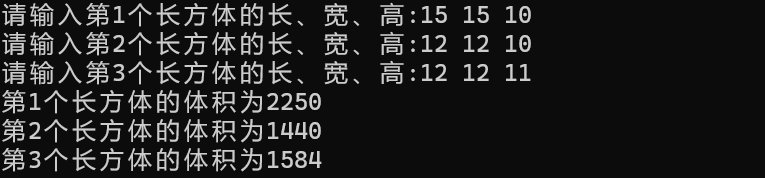 请输入第1个长方体的长、宽、高:15 15 10
请输入第2个长方体的长、宽、高:12 12 10
请输入第3个长方体的长、宽、高:12 12 11
第1个长方体的体积为2250
第2个长方体的体积为1440
第3个长方体的体积为1584